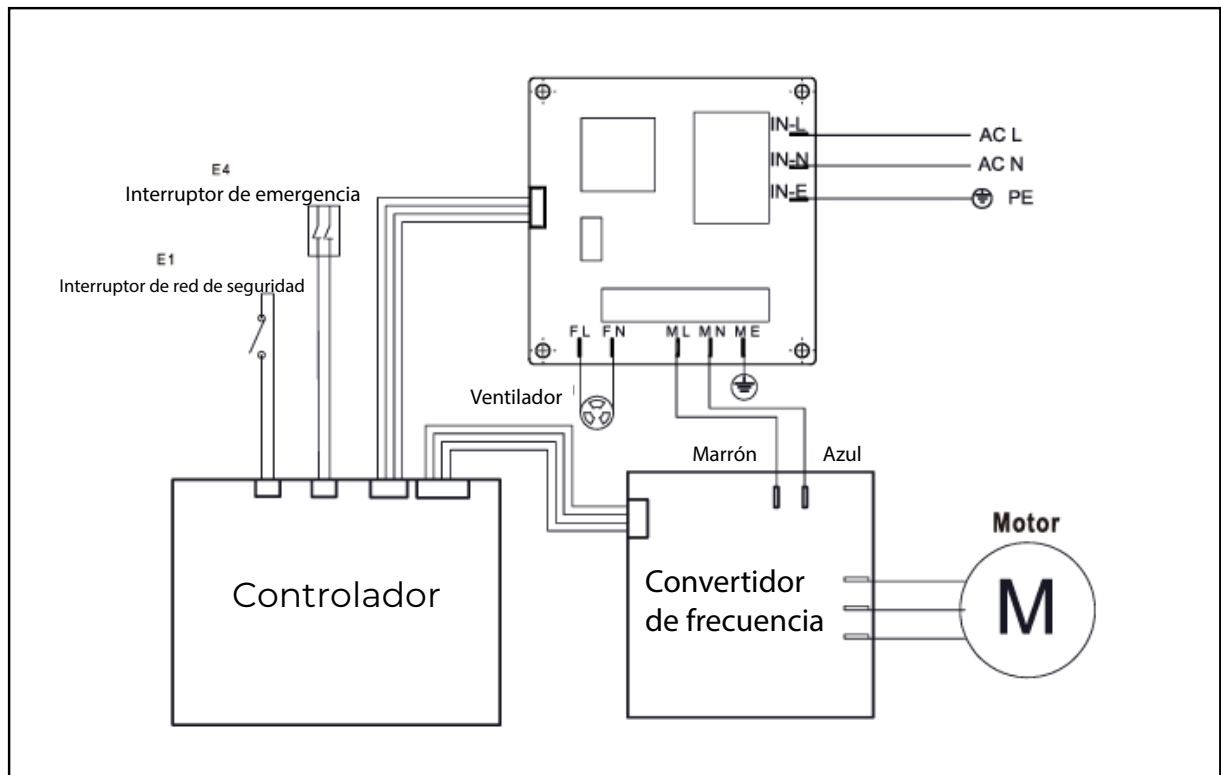 IN-L
AC L
IN-N
AC N
IN-E
PE
E4
Interruptor de emergencia
E1
Interruptor de red de seguridad
F L
F N
M L
M N
M E
Ventilador
Marrón
Azul
Motor
M
Controlador
Convertidor
de frecuencia